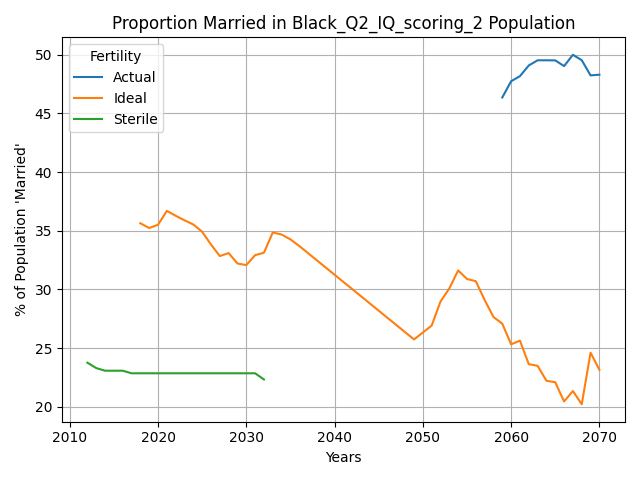 Proportion Married in Black_Q2_IQ_scoring_2 Population
Fertility
Actual
Ideal
Sterile
% of Population 'Married'
50
45
40
35
30
25
20
2010
2020
2030
2040
2050
2060
2070
Years